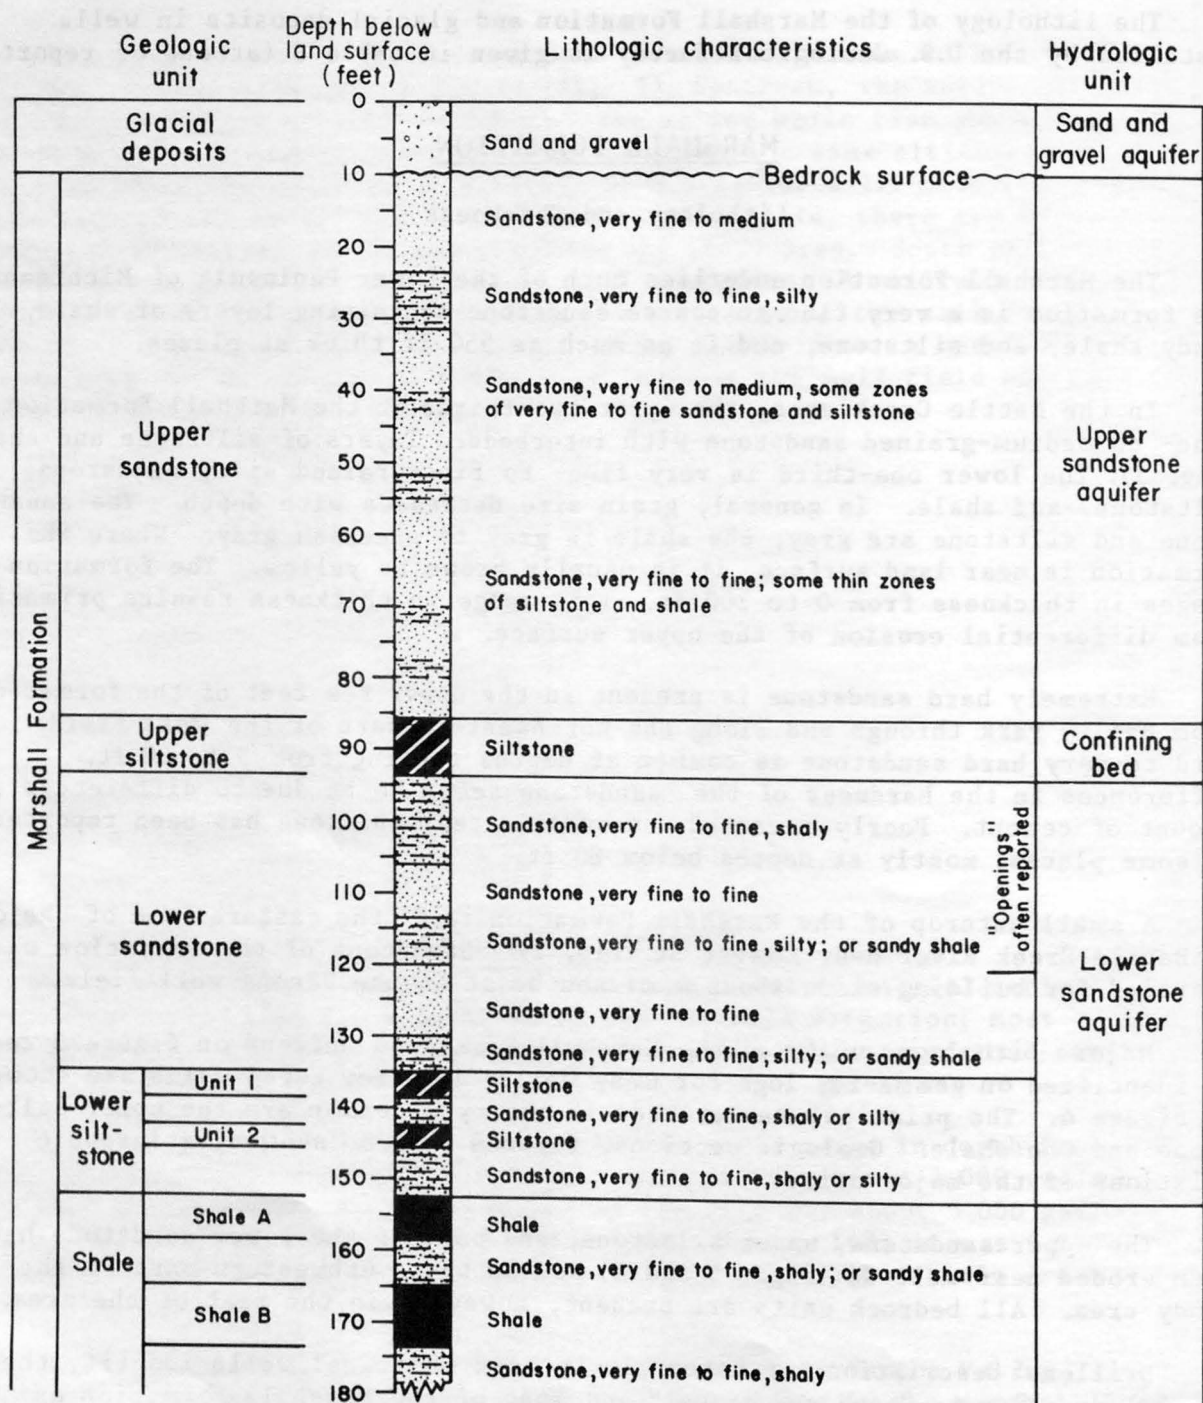 Geologic
unit
Depth below
land surface
(feet)
Lithologic characteristics
Hydrologic
unit
0
Glacial
deposits
Sand and gravel
Sand and
gravel aquifer
10
Bedrock surface
Sandstone, very fine to medium
20
Sandstone, very fine to fine, silty
30
40
Sandstone, very fine to medium, some zones
of very fine to fine sandstone and siltstone
Upper
sandstone
Upper
sandstone
aquifer
50
60
Sandstone, very fine to fine; some thin zones
of siltstone and shale
70
80
Marshall Formation
Upper
siltstone
90
Siltstone
Confining
bed
100
Sandstone, very fine to fine, shaly
"Openings"
often reported
110
Sandstone, very fine to fine
Lower
sandstone
Sandstone, very fine to fine, silty; or sandy shale
120
Lower
sandstone
aquifer
Sandstone, very fine to fine
130
Sandstone, very fine to fine, silty; or sandy shale
Lower
silt-
stone
Unit 1
Siltstone
140
Sandstone, very fine to fine, shaly or silty
Unit 2
Siltstone
150
Sandstone, very fine to fine, shaly or silty
Shale
Shale A
Shale
160
Sandstone, very fine to fine, shaly; or sandy shale
Shale B
170
Shale
Sandstone, very fine to fine, shaly
180